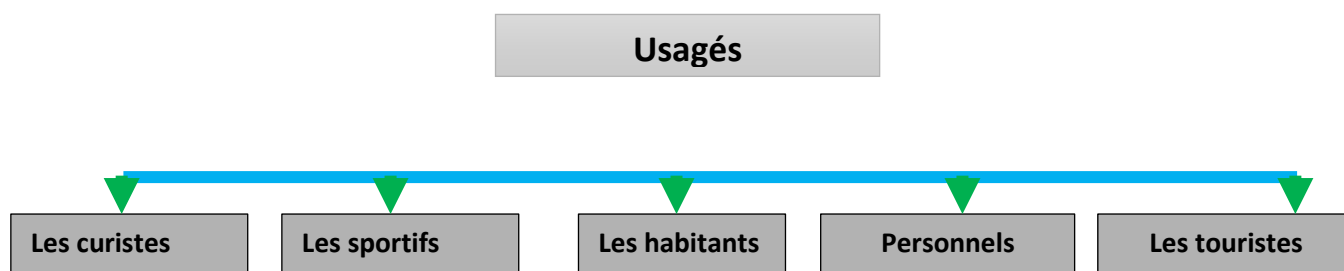 Usagés
Les curistes
Les sportifs
Les habitants
Personnels
Les touristes